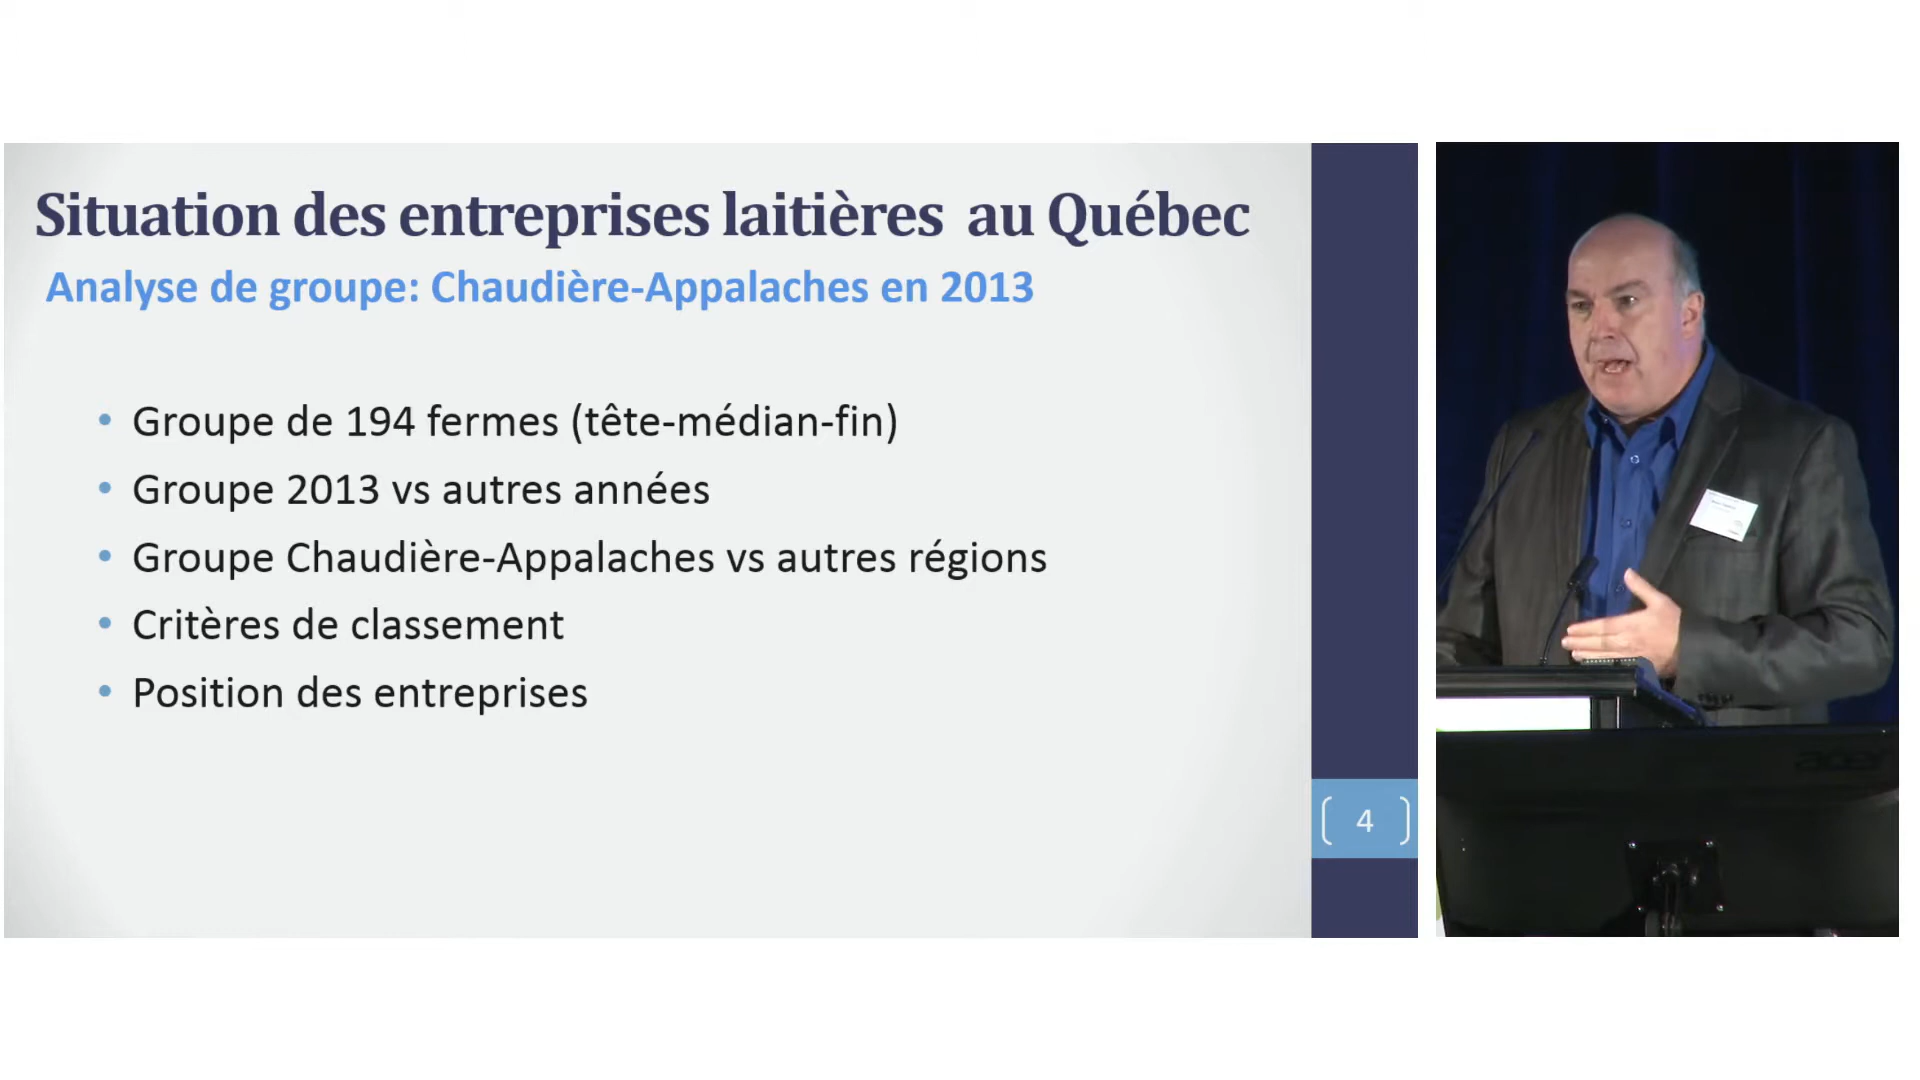 Situation des entreprises laitières au Québec
Analyse de groupe: Chaudière-Appalaches en 2013
• Groupe de 194 fermes (tête-médian-fin)
• Groupe 2013 vs autres années
• Groupe Chaudière-Appalaches vs autres régions
• Critères de classement
• Position des entreprises
4
acer